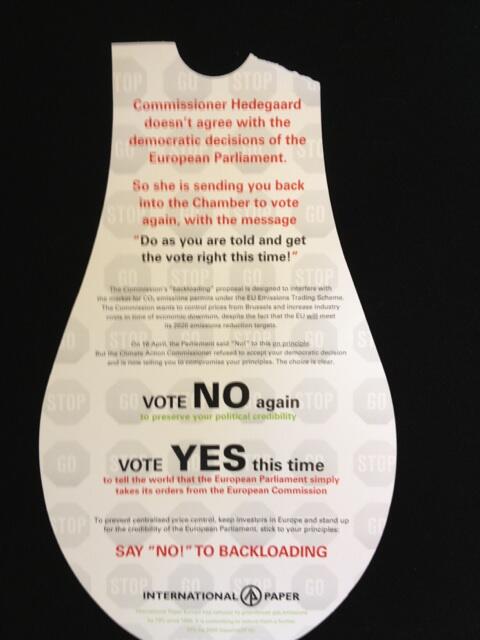 Commissioner Hedegaard
doesn't agree with the
democratic decisions of the
European Parliament.
So she is sending you back
into the Chamber to vote
again, with the message
"Do as you are told and get
the vote right this time!"
The Commission's "backloading" proposal is designed to interfere with
the market for CO₂ emissions permits under the EU Emissions Trading Scheme.
The Commission wants to control prices from Brussels and increase industry
costs in time of economic downturn, despite the fact that the EU will meet
its 2020 emissions reduction targets.
On 16 April, the Parliament said "No!" to this on principle.
But the Climate Action Commissioner refused to accept your democratic decision
and is now telling you to compromise your principles. The choice is clear.
VOTE NO again
to preserve your political credibility
VOTE YES this time
to tell the world that the European Parliament simply
takes its orders from the European Commission
To prevent centralised price control, keep investors in Europe and stand up
for the credibility of the European Parliament, stick to your principles:
SAY "NO!" TO BACKLOADING
INTERNATIONAL PAPER
International Paper Europe has reduced its greenhouse gas emissions